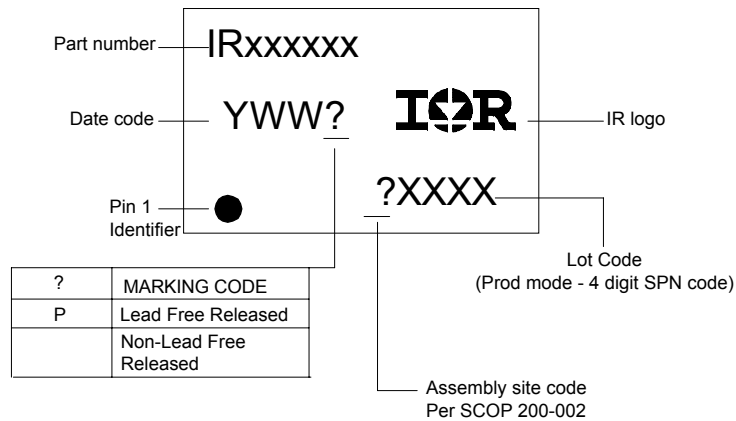 Part number
IRxxxxxx
Date code
YWW?
IOR
IR logo
?XXXX
Pin 1
Identifier
Lot Code
(Prod mode - 4 digit SPN code)
? MARKING CODE
P Lead Free Released
Non-Lead Free
Released
Assembly site code
Per SCOP 200-002